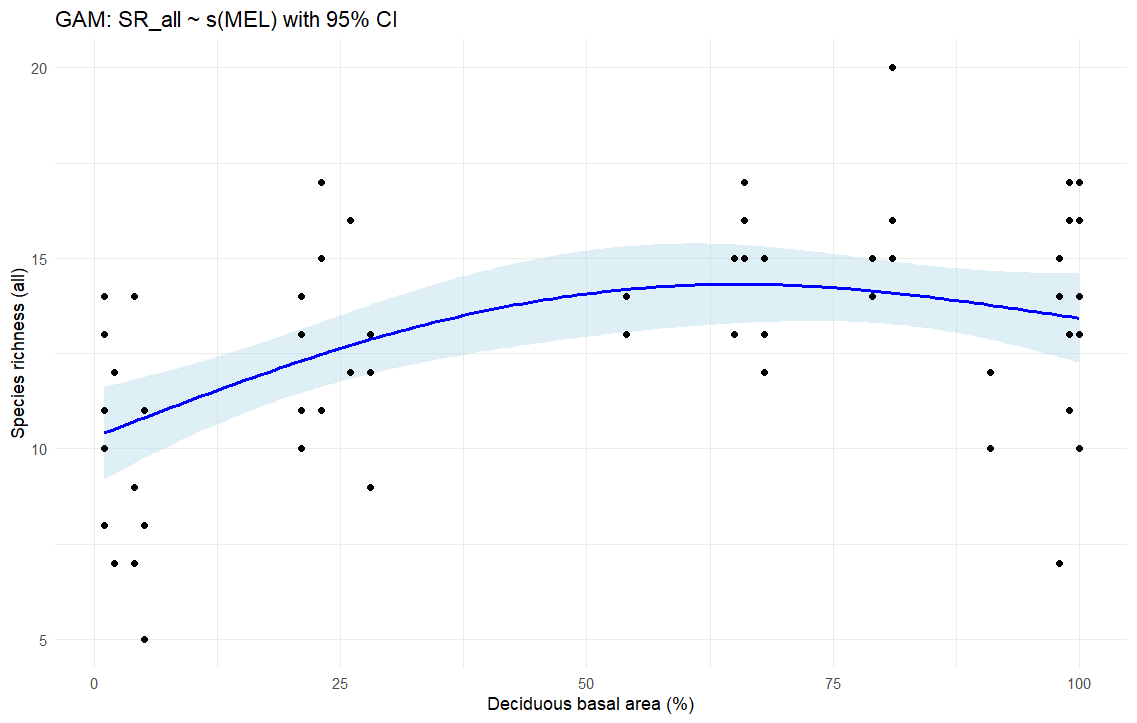 GAM: SR_all ~ s(MEL) with 95% CI
20
15
10
5
Species richness (all)
0 25 50 75 100
Deciduous basal area (%)